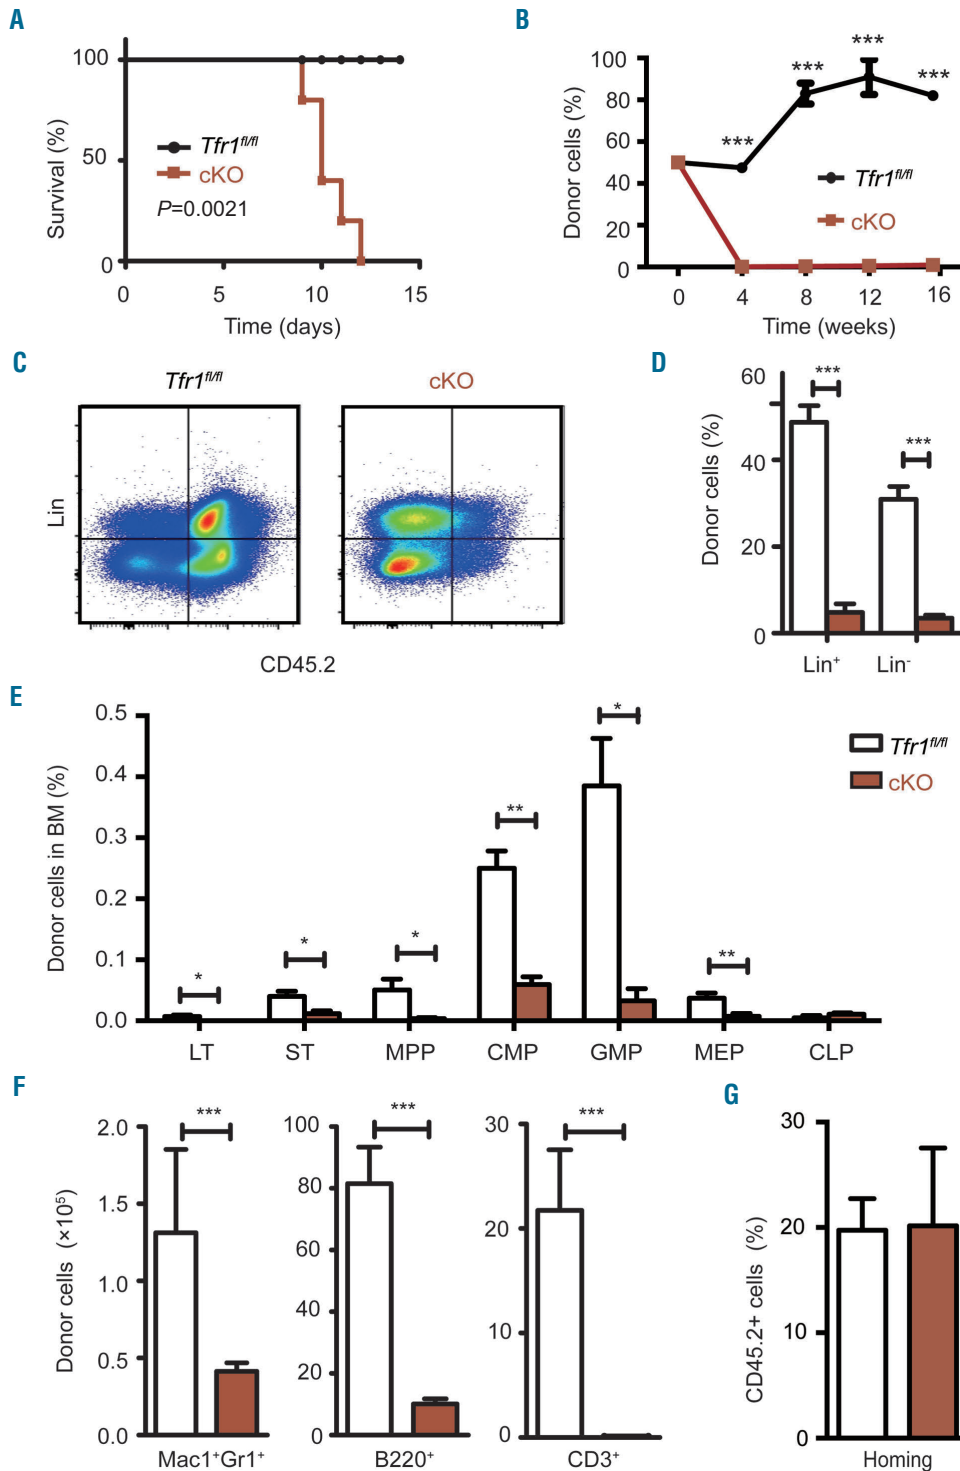 A
100
50
0
Survival (%)
Tfr1fl/fl
cKO
P=0.0021
0 5 10 15
Time (days)
B
***
***
***
***
100
80
60
40
20
0
Donor cells (%)
Tfr1fl/fl
cKO
0 4 8 12 16
Time (weeks)
C
Tfr1fl/fl
cKO
Lin
CD45.2
D
60
40
20
0
Donor cells (%)
***
***
Lin+ Lin-
E
0.5
0.4
0.3
0.2
0.1
0.0
Donor cells in BM (%)
*
*
*
**
*
**
Tfr1fl/fl
cKO
LT ST MPP CMP GMP MEP CLP
F
2.0
1.5
1.0
0.5
0.0
Donor cells (×10⁵)
***
Mac1+Gr1+
100
80
60
40
20
0
***
B220+
30
20
10
0
***
CD3+
G
30
20
10
0
CD45.2+ cells (%)
Homing